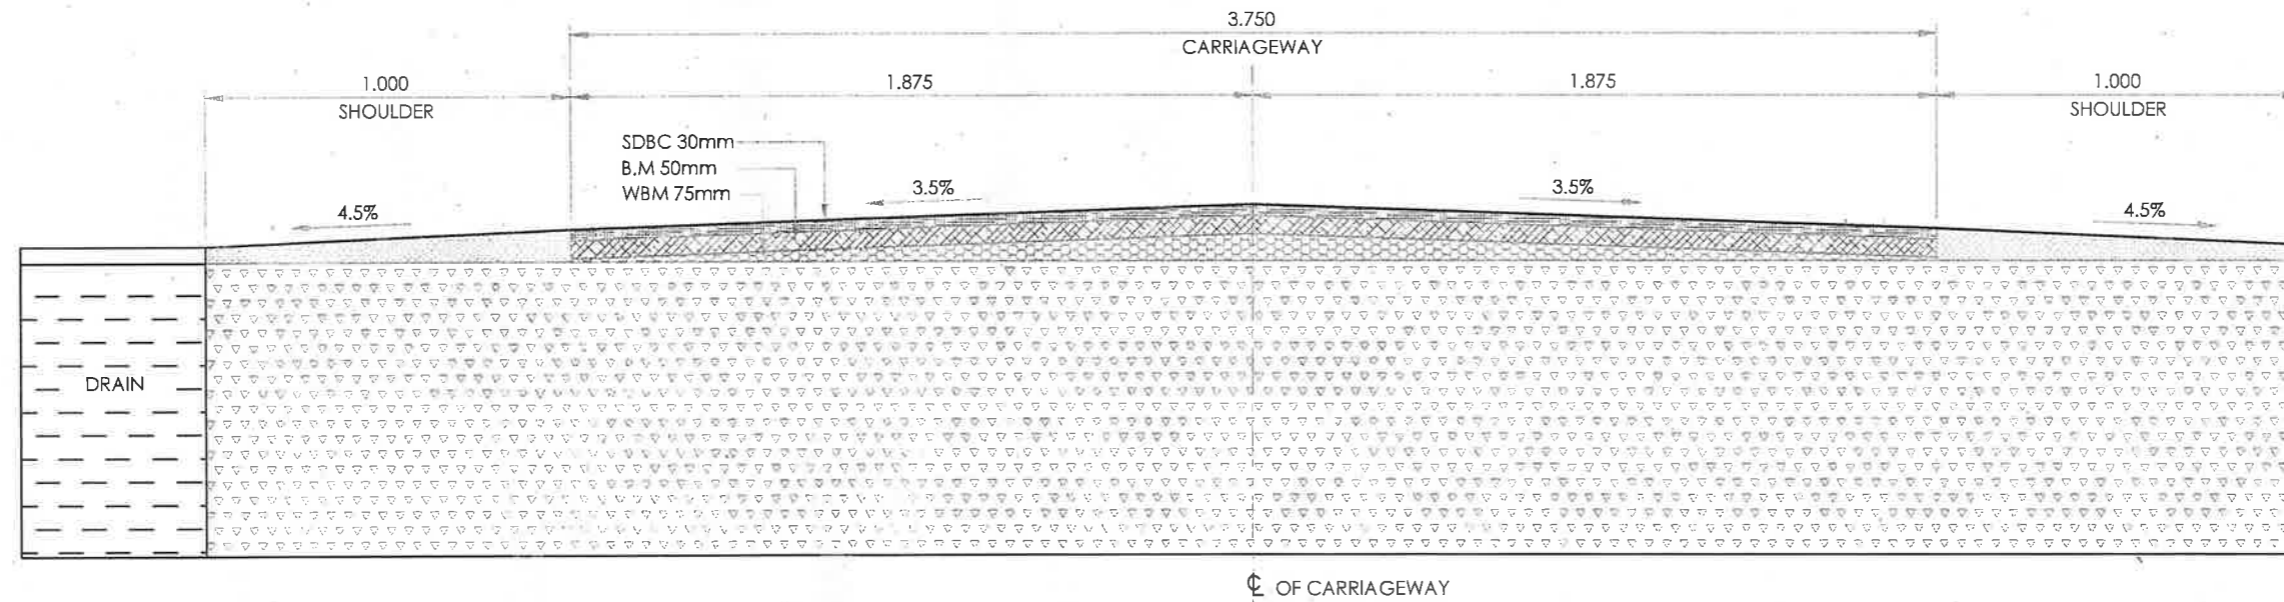 3.750
CARRIAGEWAY
1.000
SHOULDER
1.875
1.875
1.000
SHOULDER
SDBC 30mm
B.M 50mm
WBM 75mm
4.5%
3.5%
3.5%
4.5%
DRAIN
℄ OF CARRIAGEWAY